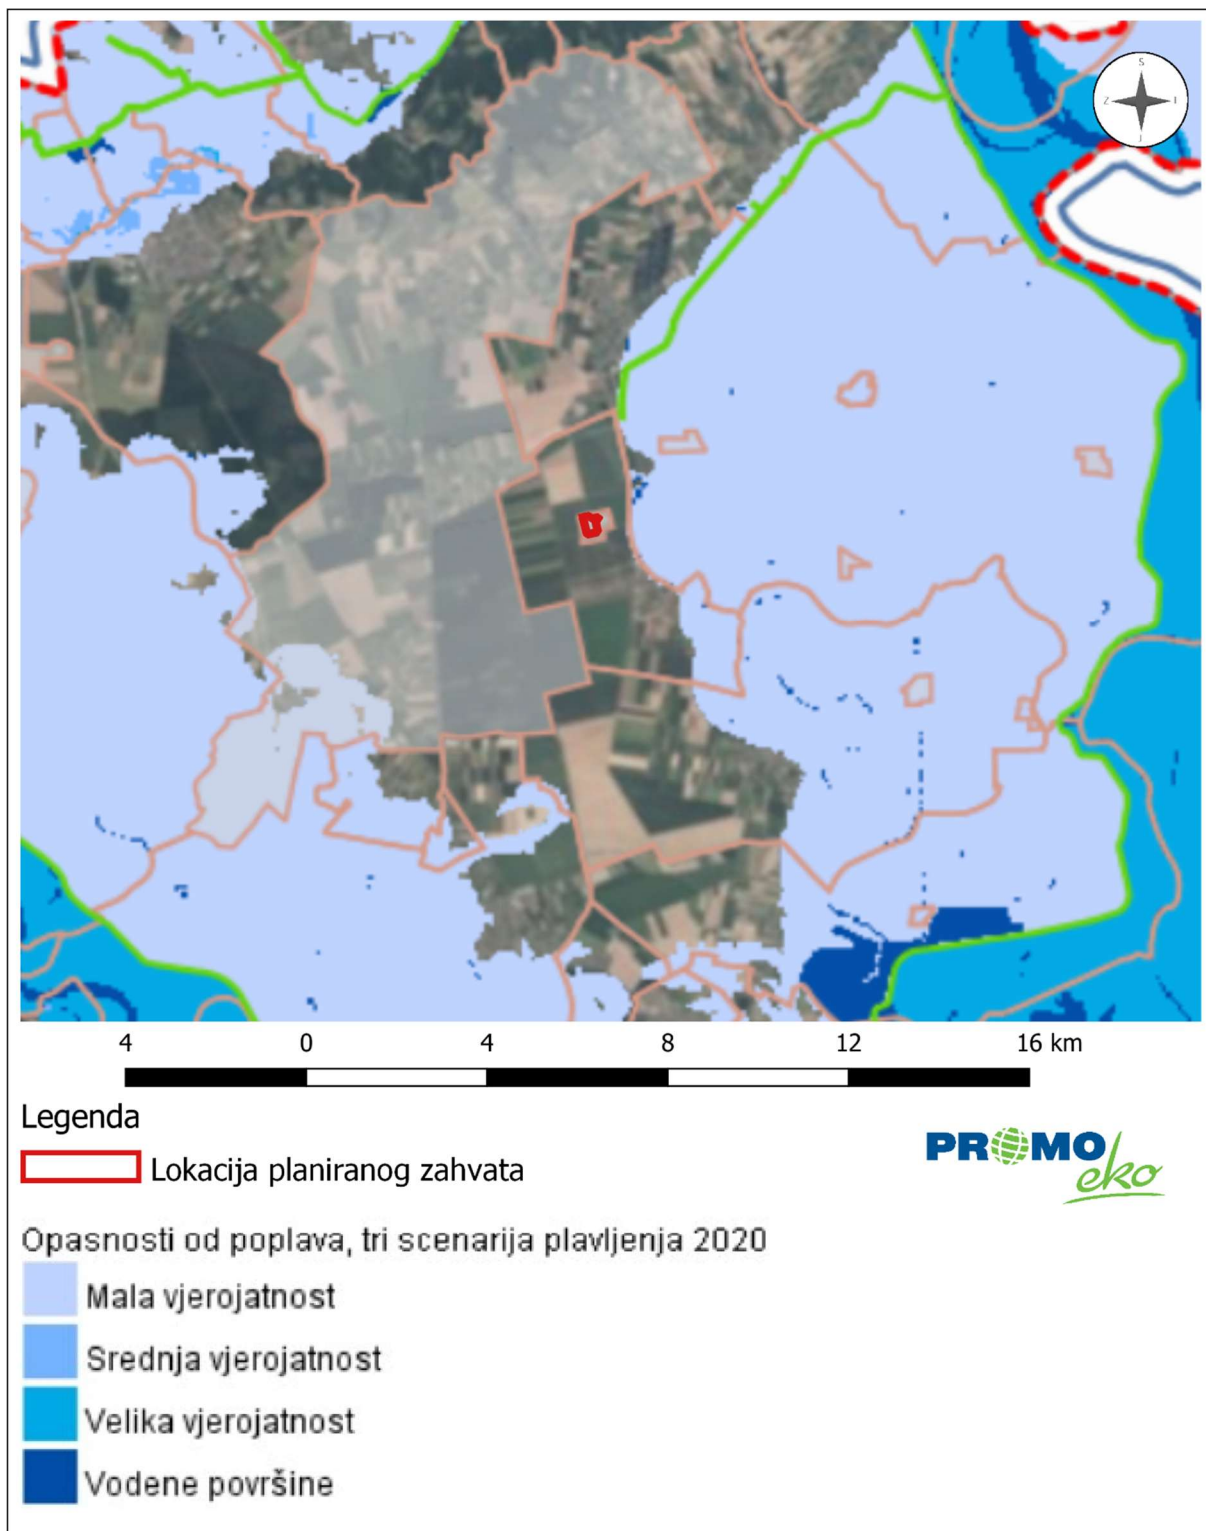 S
Z
I
J
4 0 4 8 12 16 km
Legenda
Lokacija planiranog zahvata
PROMO
eko
Opasnosti od poplava, tri scenarija plavljenja 2020
Mala vjerojatnost
Srednja vjerojatnost
Velika vjerojatnost
Vodene površine